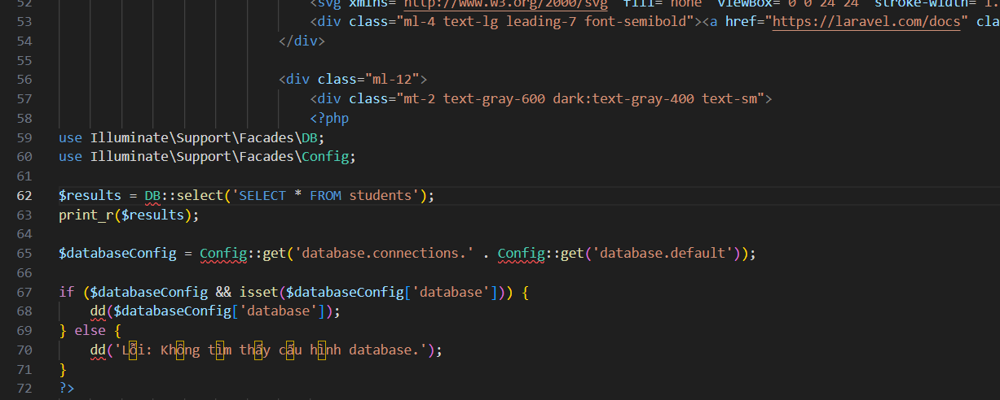 52 <svg xmlns="http://www.w3.org/2000/svg" fill="none" viewBox="0 0 24 24" stroke-width="1.
53 <div class="ml-4 text-lg leading-7 font-semibold"><a href="https://laravel.com/docs" cla
54 </div>
55
56 <div class="ml-12">
57 <div class="mt-2 text-gray-600 dark:text-gray-400 text-sm">
58 <?php
59 use Illuminate\Support\Facades\DB;
60 use Illuminate\Support\Facades\Config;
61
62 $results = DB::select('SELECT * FROM students');
63 print_r($results);
64
65 $databaseConfig = Config::get('database.connections.' . Config::get('database.default'));
66
67 if ($databaseConfig && isset($databaseConfig['database'])) {
68 dd($databaseConfig['database']);
69 } else {
70 dd('Lỗi: Không tìm thấy cấu hình database.');
71 }
72 ?>